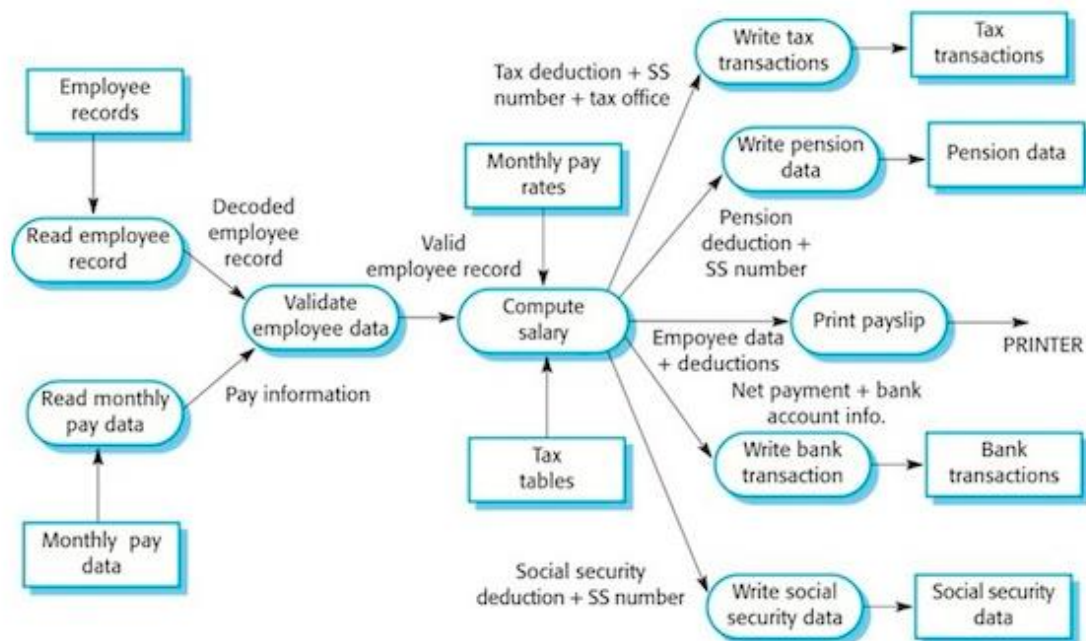 Write tax
transactions
Tax
transactions
Tax deduction + SS
number + tax office
Employee
records
Write pension
data
Pension data
Monthly pay
rates
Decoded
employee
record
Pension
deduction +
SS number
Read employee
record
Valid
employee record
Validate
employee data
Compute
salary
Print payslip
PRINTER
Empoyee data
+ deductions
Pay information
Read monthly
pay data
Net payment + bank
account info.
Tax
tables
Write bank
transaction
Bank
transactions
Monthly pay
data
Social security
deduction + SS number
Write social
security data
Social security
data